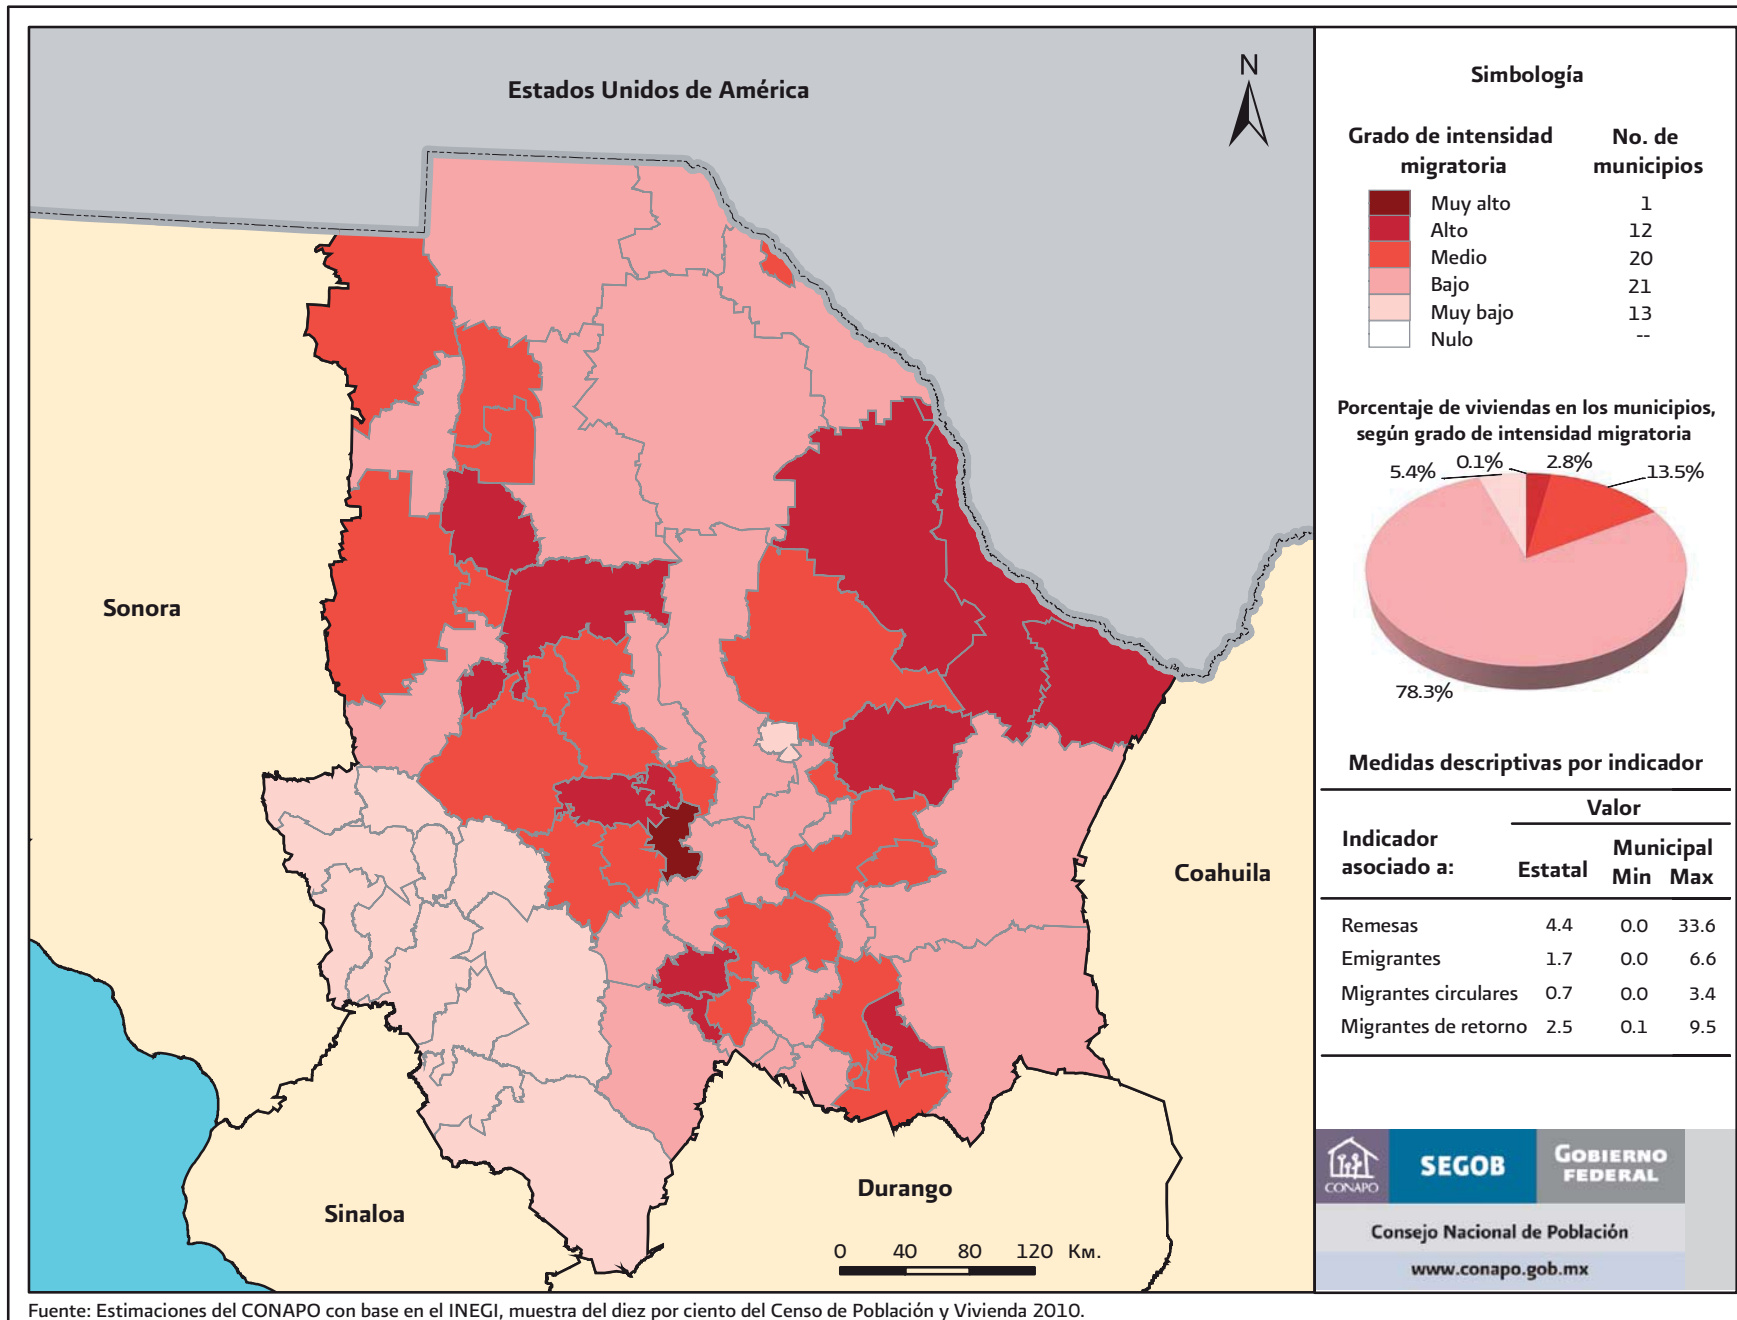 Estados Unidos de América
N
Sonora
Coahuila
Sinaloa
Durango
0 40 80 120 Km.
Simbología
Grado de intensidad migratoria
No. de municipios
Muy alto 1
Alto 12
Medio 20
Bajo 21
Muy bajo 13
Nulo --
Porcentaje de viviendas en los municipios,
según grado de intensidad migratoria
5.4% 0.1% 2.8% 13.5%
78.3%
Medidas descriptivas por indicador
Valor
Indicador asociado a:
Estatal
Municipal
Min Max
Remesas 4.4 0.0 33.6
Emigrantes 1.7 0.0 6.6
Migrantes circulares 0.7 0.0 3.4
Migrantes de retorno 2.5 0.1 9.5
CONAPO
SEGOB
GOBIERNO
FEDERAL
Consejo Nacional de Población
www.conapo.gob.mx
Fuente: Estimaciones del CONAPO con base en el INEGI, muestra del diez por ciento del Censo de Población y Vivienda 2010.